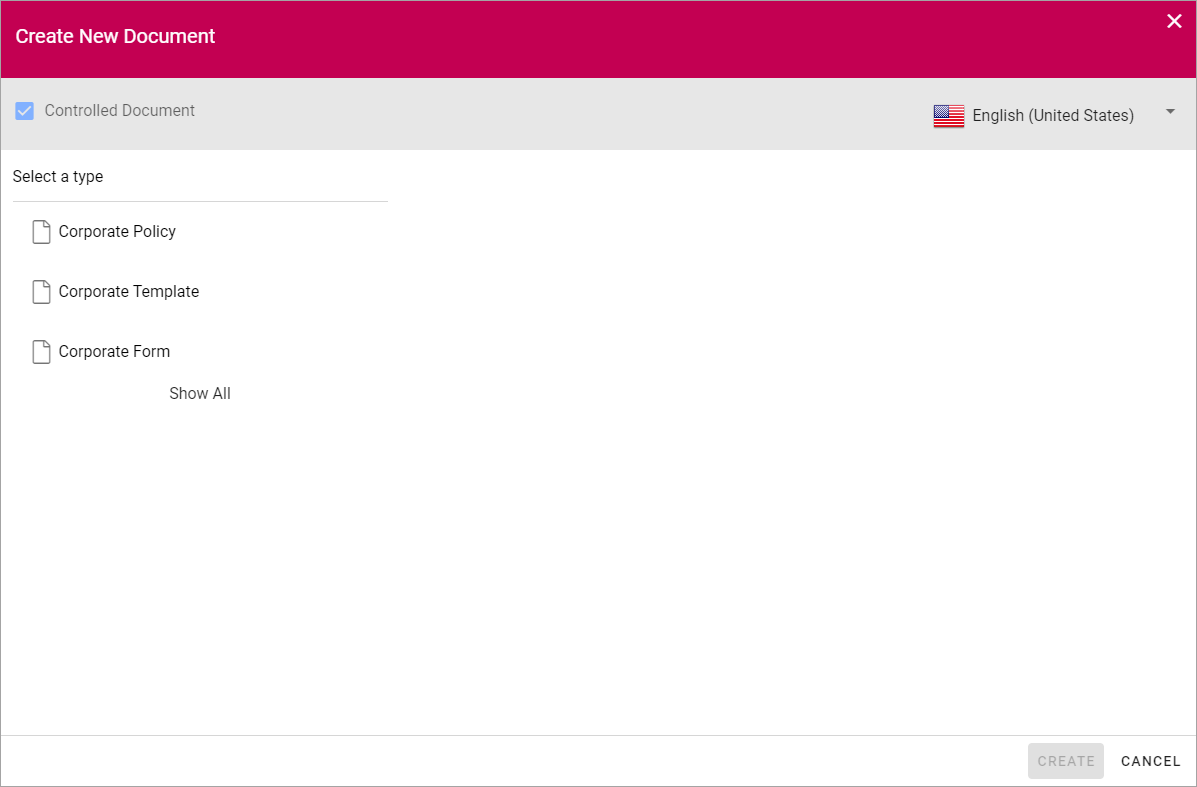 Create New Document
Controlled Document
English (United States)
Select a type
Corporate Policy
Corporate Template
Corporate Form
Show All
CREATE
CANCEL